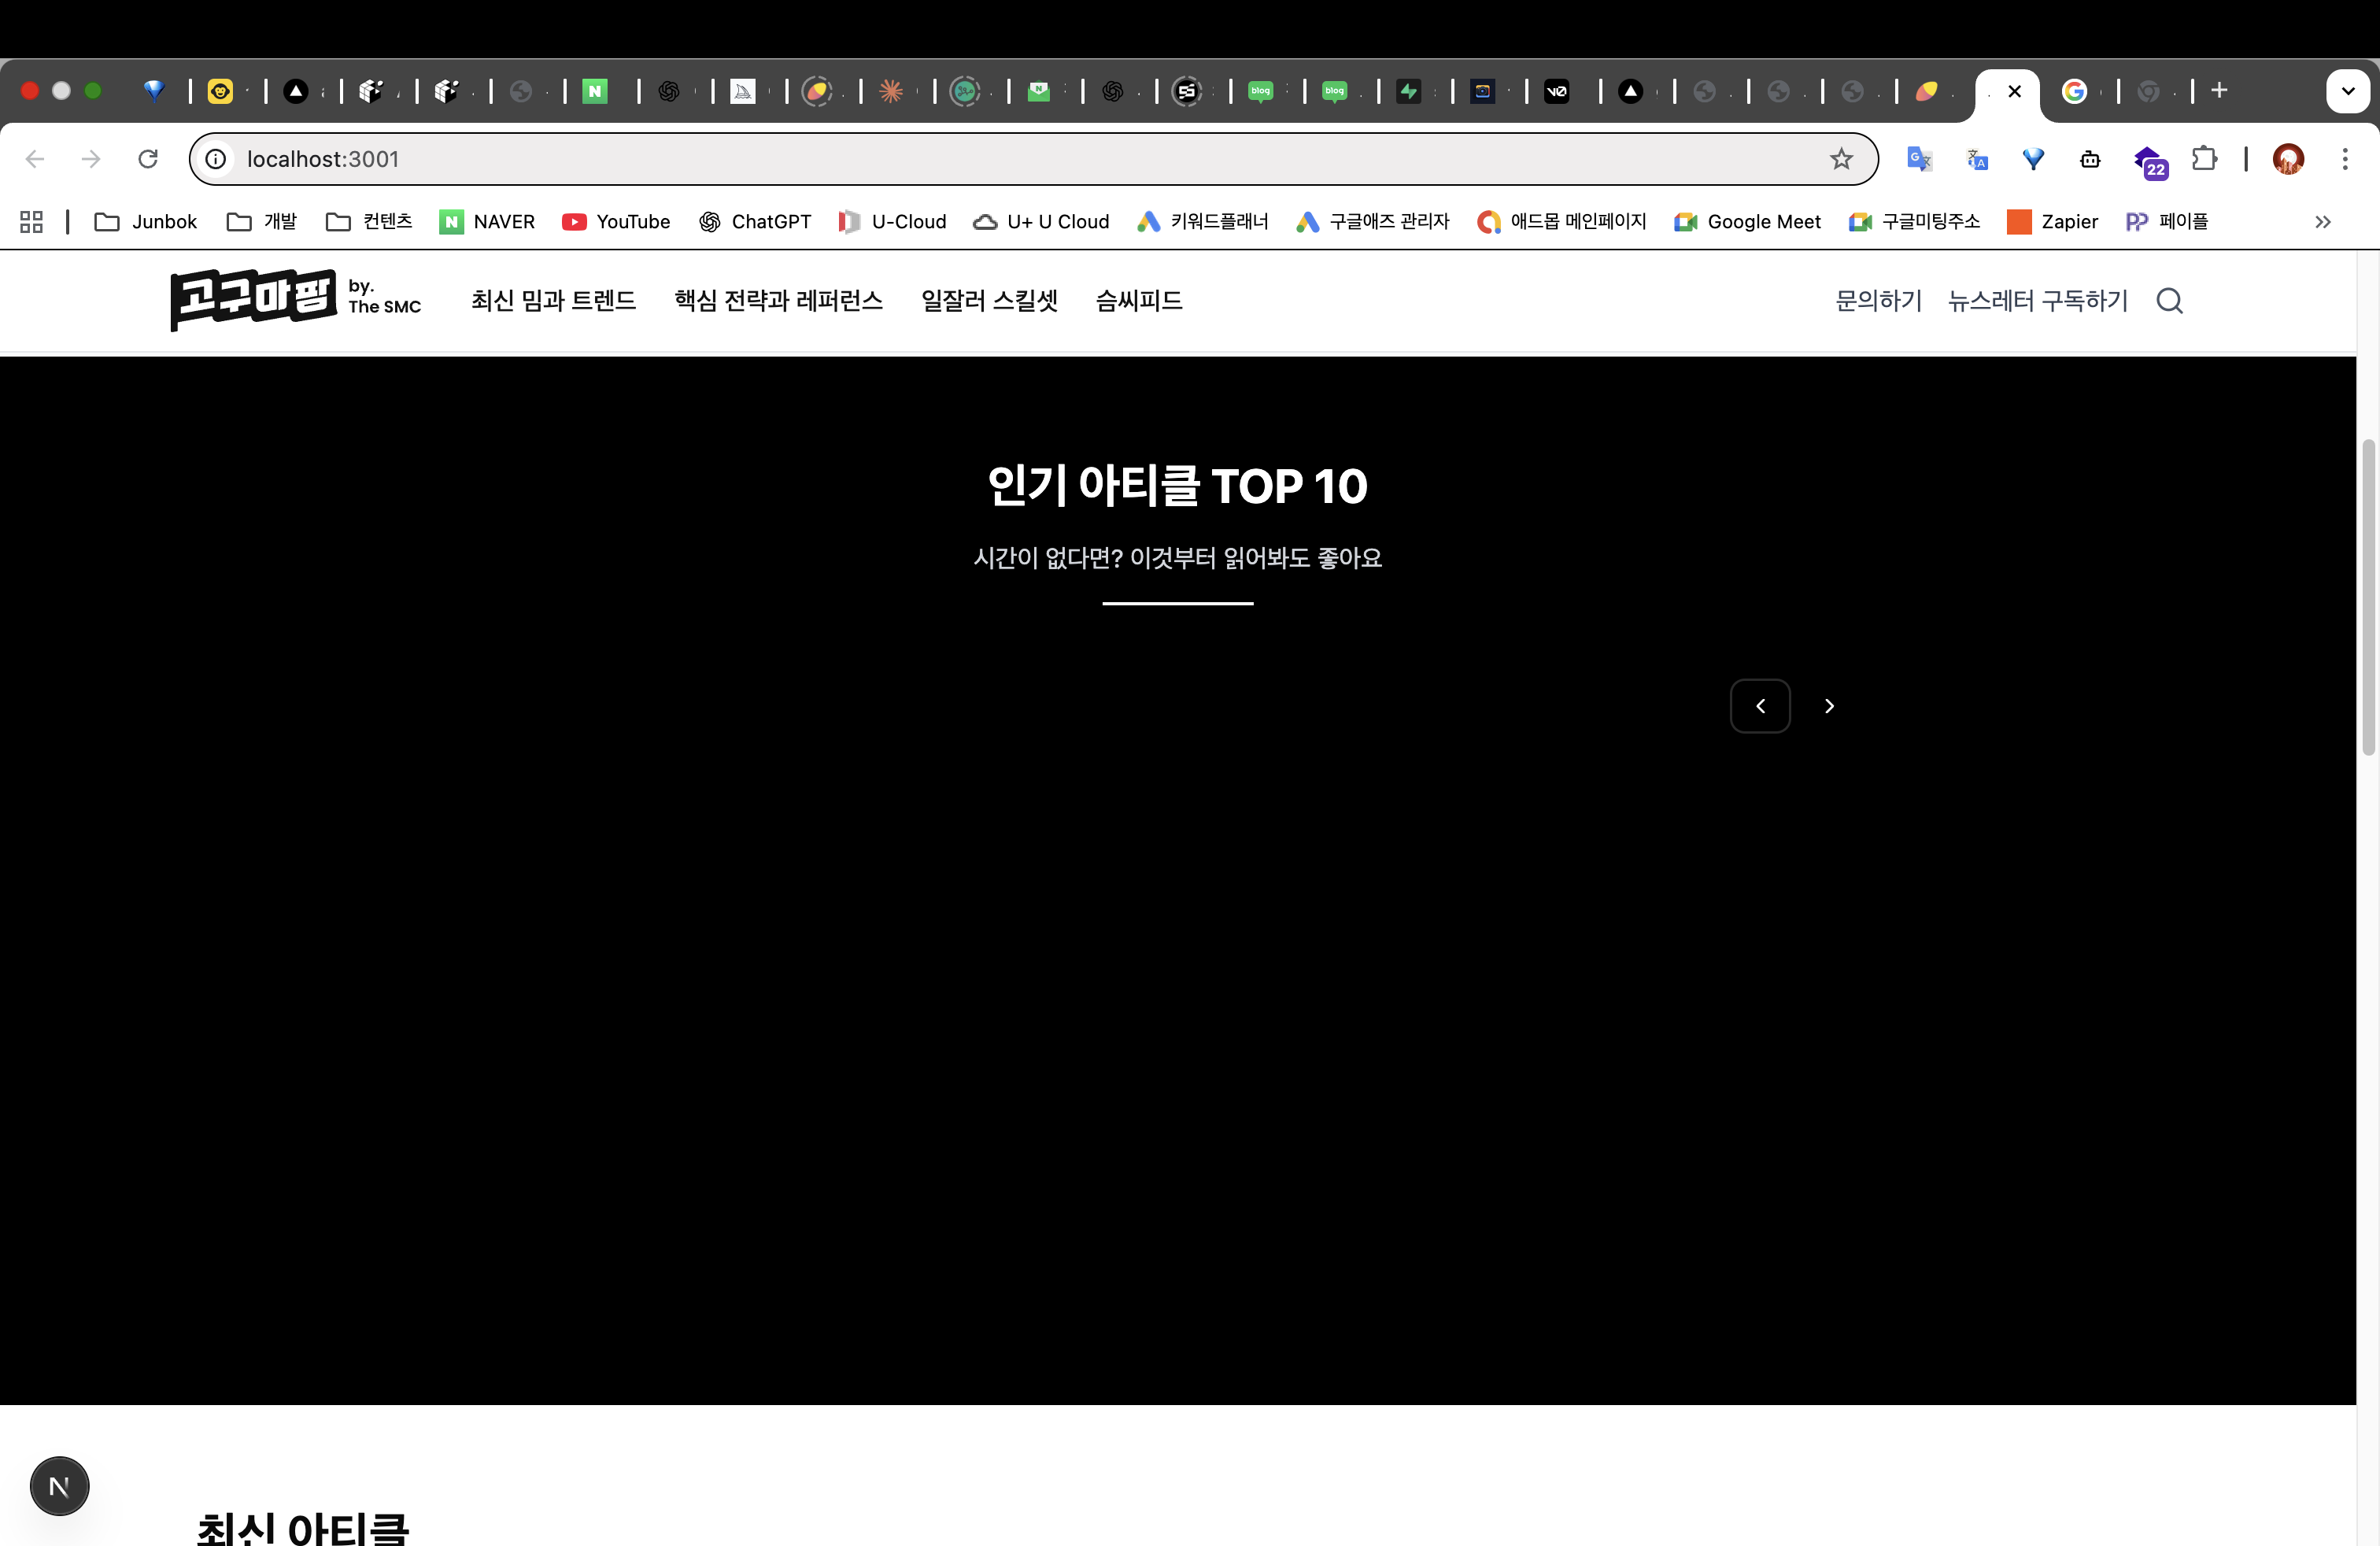 localhost:3001
22
Junbok
개발
컨텐츠
NAVER
YouTube
ChatGPT
U-Cloud
U+ U Cloud
키워드플래너
구글애즈 관리자
애드몹 메인페이지
Google Meet
구글미팅주소
Zapier
페이플
고구마팜
by.
The SMC
최신 밈과 트렌드
핵심 전략과 레퍼런스
일잘러 스킬셋
슴씨피드
문의하기
뉴스레터 구독하기
인기 아티클 TOP 10
시간이 없다면? 이것부터 읽어봐도 좋아요
최신 아티클